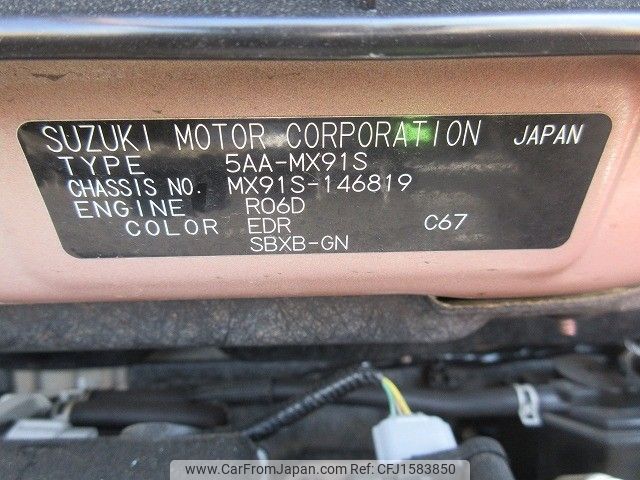 SUZUKI MOTOR CORPORATION JAPAN
TYPE 5AA-MX91S
CHASSIS NO. MX91S-146819
ENGINE R06D
COLOR EDR C67
SBXB-GN
www.CarFromJapan.com - CFJ1583850